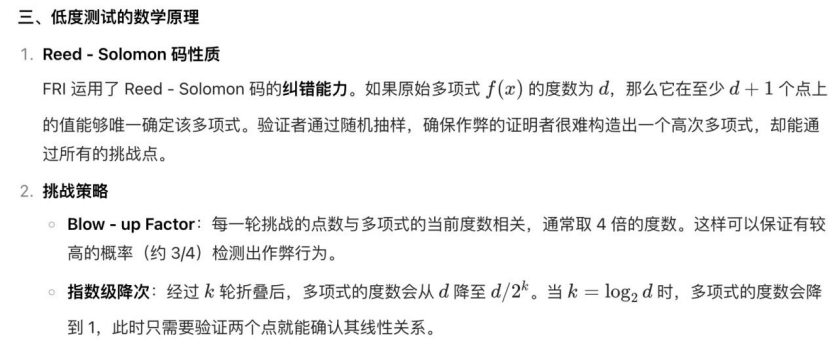 三、低度测试的数学原理
1. Reed - Solomon 码性质
FRI 运用了 Reed - Solomon 码的纠错能力。如果原始多项式 f(x) 的度数为 d，那么它在至少 d + 1 个点上
的值能够唯一确定该多项式。验证者通过随机抽样，确保作弊的证明者很难构造出一个高次多项式，却能通
过所有的挑战点。
2. 挑战策略
○ Blow - up Factor：每一轮挑战的点数与多项式的当前度数相关，通常取 4 倍的度数。这样可以保证有较
高的概率（约 3/4）检测出作弊行为。
○ 指数级降次：经过 k 轮折叠后，多项式的度数会从 d 降至 d/2^k。当 k = log₂ d 时，多项式的度数会降
到 1，此时只需要验证两个点就能确认其线性关系。